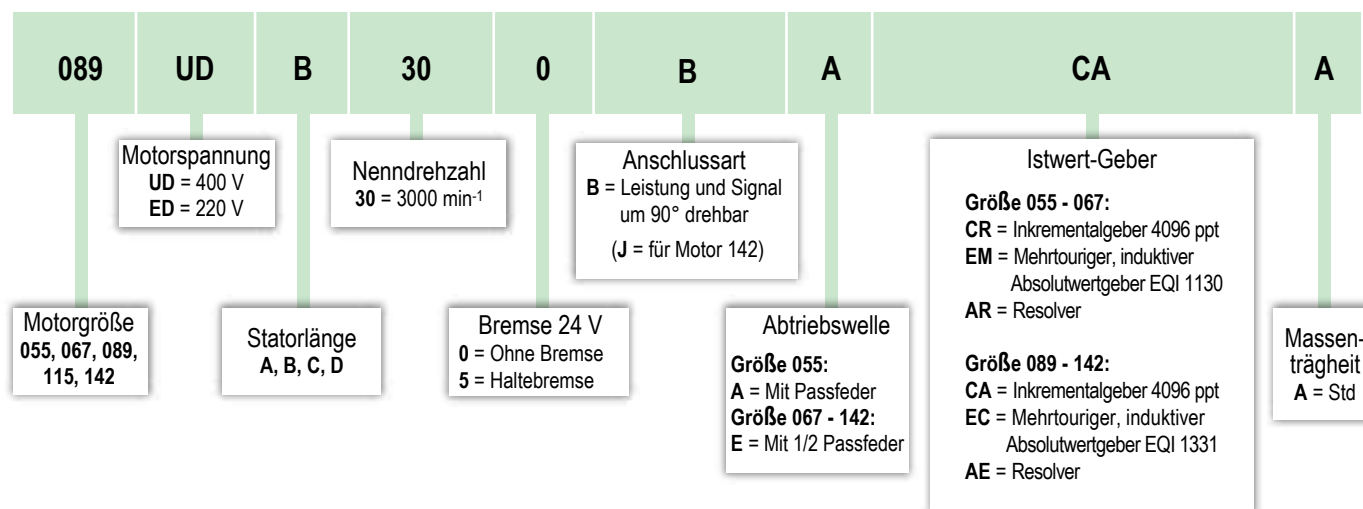 089 UD B 30 0 B A CA A
Motorspannung
UD = 400 V
ED = 220 V
Nenndrehzahl
30 = 3000 min-1
Anschlussart
B = Leistung und Signal
um 90° drehbar
(J = für Motor 142)
Istwert-Geber
Größe 055 - 067:
CR = Inkrementalgeber 4096 ppt
EM = Mehrtouriger, induktiver
Absolutwertgeber EQI 1130
AR = Resolver
Größe 089 - 142:
CA = Inkrementalgeber 4096 ppt
EC = Mehrtouriger, induktiver
Absolutwertgeber EQI 1331
AE = Resolver
Motorgröße
055, 067, 089,
115, 142
Statorlänge
A, B, C, D
Bremse 24 V
0 = Ohne Bremse
5 = Haltebremse
Abtriebswelle
Größe 055:
A = Mit Passfeder
Größe 067 - 142:
E = Mit 1/2 Passfeder
Massen-
trägheit
A = Std